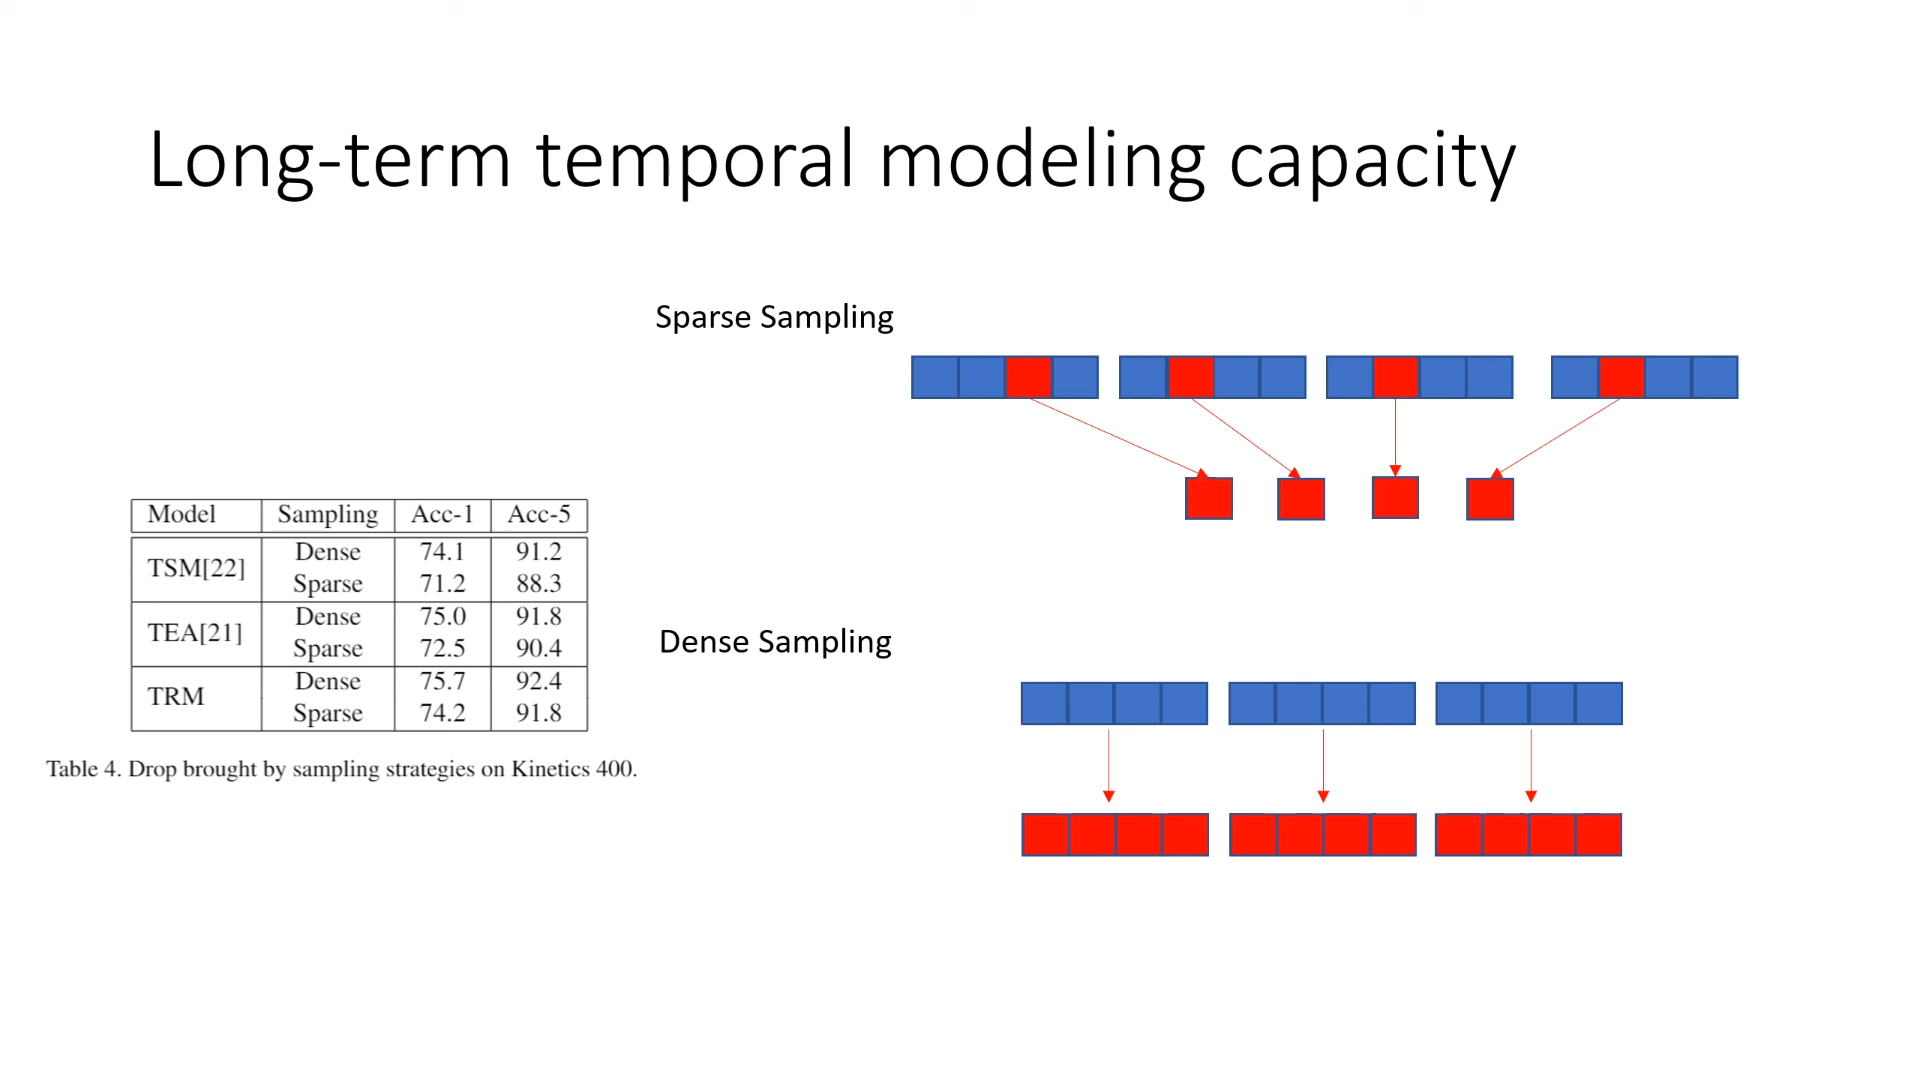 Long-term temporal modeling capacity
Sparse Sampling
Model Sampling Acc-1 Acc-5
TSM[22] Dense 74.1 91.2
Sparse 71.2 88.3
TEA[21] Dense 75.0 91.8
Sparse 72.5 90.4
TRM Dense 75.7 92.4
Sparse 74.2 91.8
Table 4. Drop brought by sampling strategies on Kinetics 400.
Dense Sampling